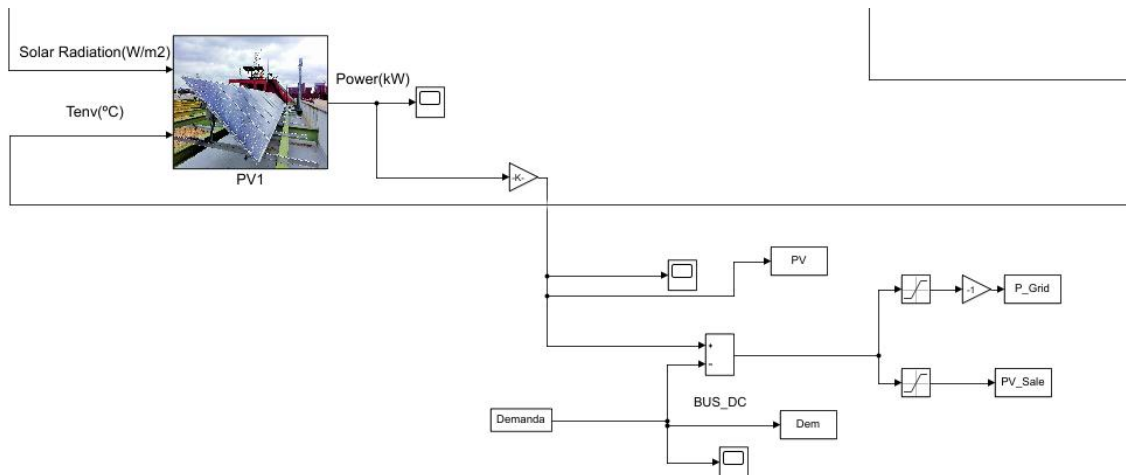 Solar Radiation(W/m2)
Power(kW)
Tenv(ºC)
PV1
-K-
PV
-1
P_Grid
+
−
PV_Sale
BUS_DC
Demanda
Dem